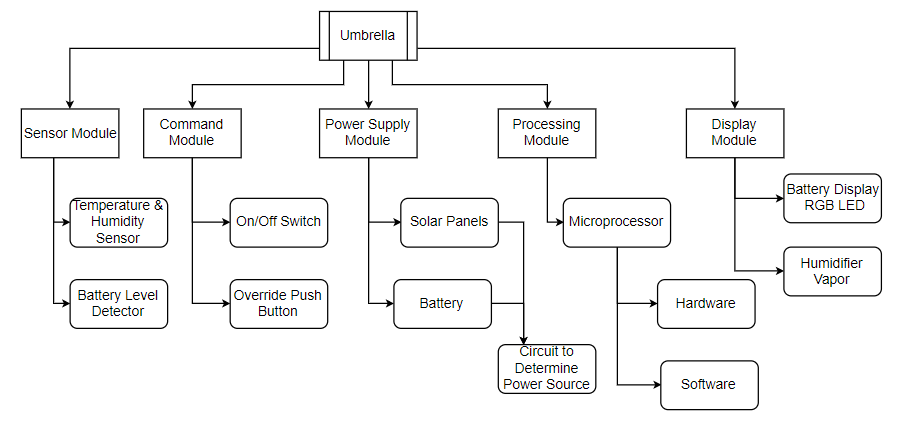 Umbrella
Sensor Module
Command
Module
Power Supply
Module
Processing
Module
Display
Module
Temperature &
Humidity
Sensor
On/Off Switch
Solar Panels
Microprocessor
Battery Display
RGB LED
Battery Level
Detector
Override Push
Button
Battery
Hardware
Humidifier
Vapor
Circuit to
Determine
Power Source
Software